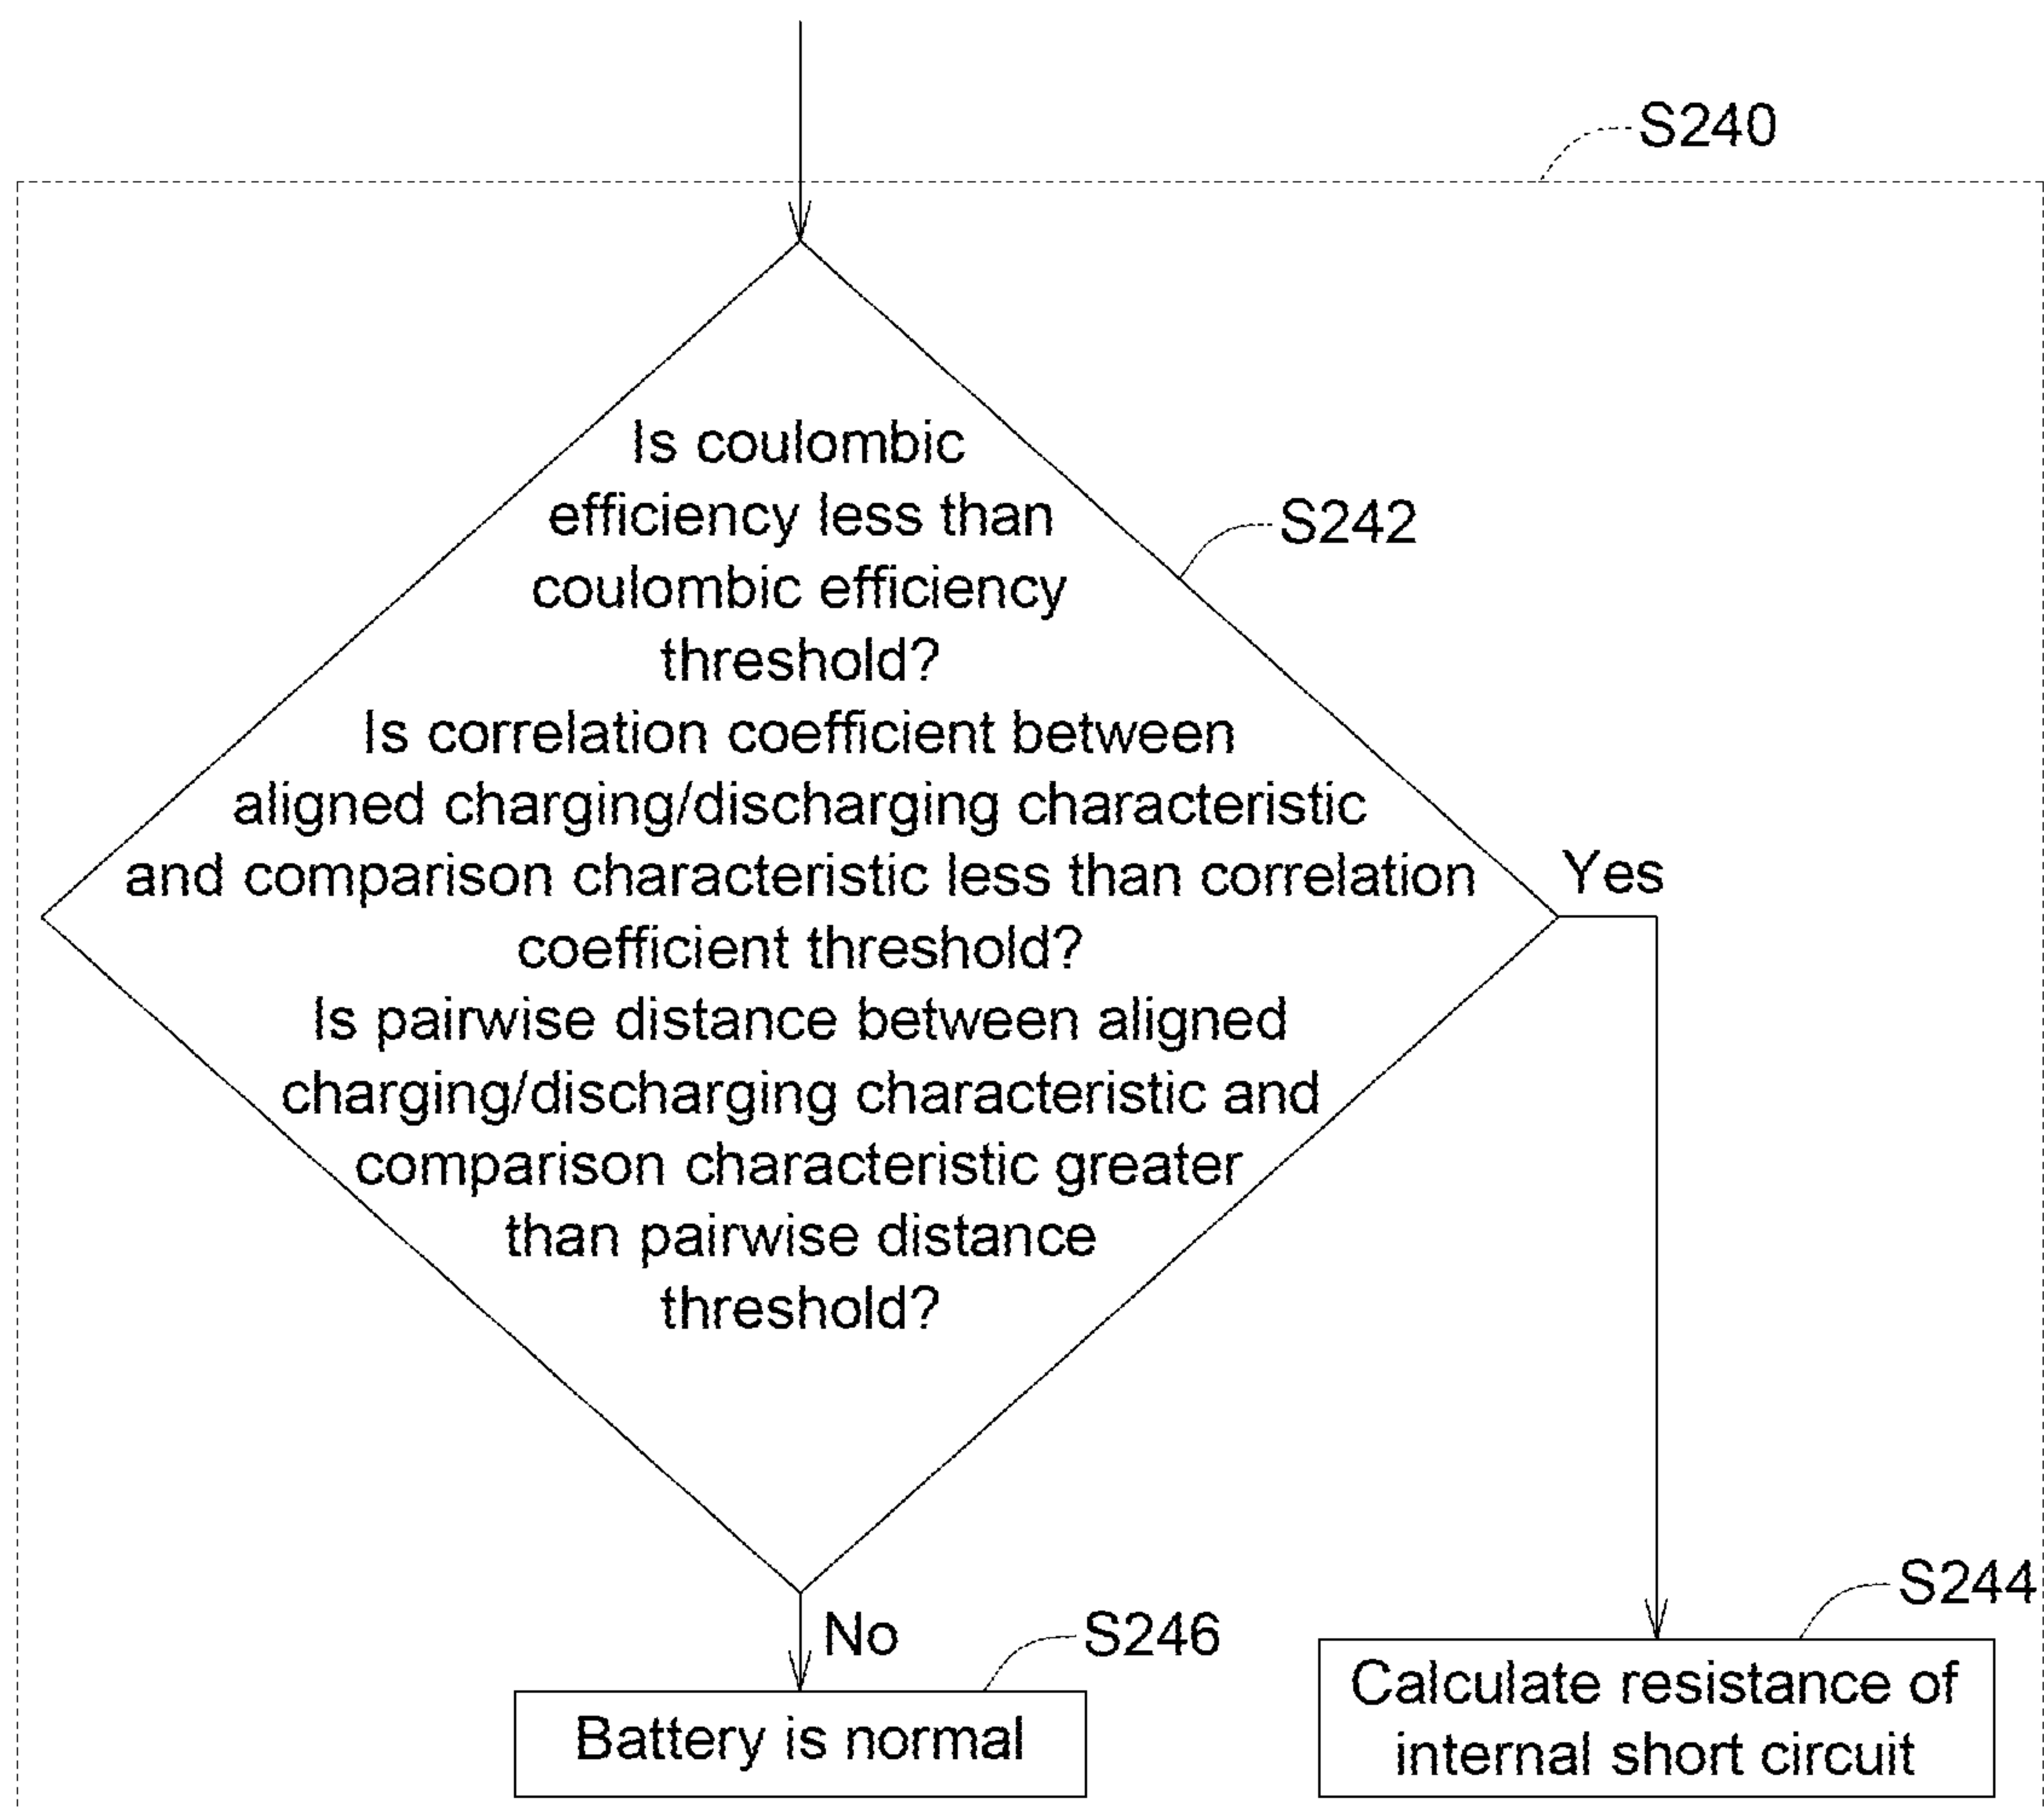 S240
Is coulombic
efficiency less than
S242
coulombic efficiency
threshold?
Is correlation coefficient between
aligned charging/discharging characteristic
and comparison characteristic less than correlation
Yes
coefficient threshold?
Is pairwise distance between aligned
charging/discharging characteristic and
comparison characteristic greater
than pairwise distance
threshold?
No
S246
S244
Battery is normal
Calculate resistance of
internal short circuit